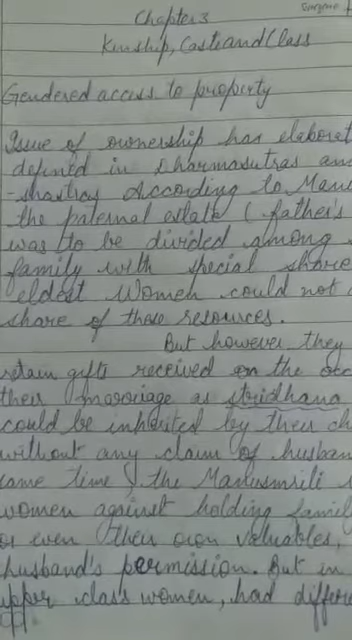 Chapter 3
Kinship, Caste and Class
Gendered access to property
Issue of ownership has elaborat
defined in Dharmasutras an
-shastras According to Manu
the paternal estate (father's
was to be divided among
family with special share
eldest Women could not
share of those resources.
But however they
retain gifts received on the occ
their marriage as stridhana
could be inherited by their ch
without any claim of husban
same time, the Manusmriti
women against holding famil
or even their own valuables,
husband's permission. But in
upper class women, had differe